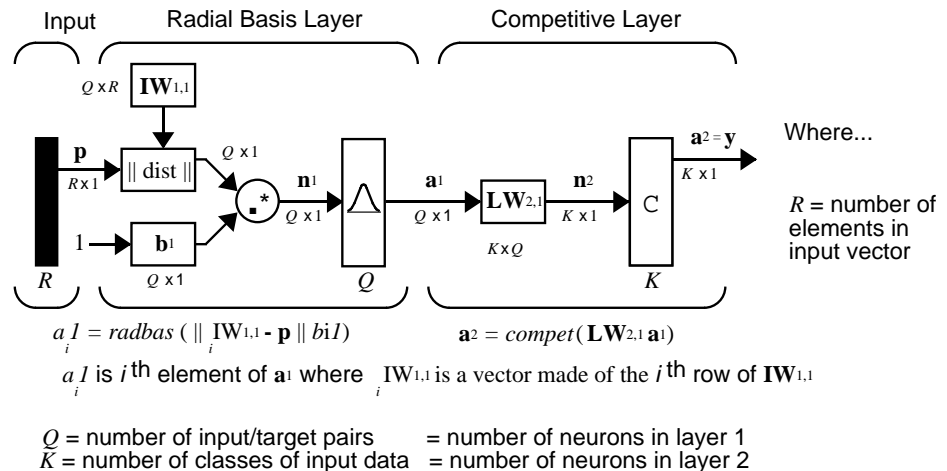 Input Radial Basis Layer Competitive Layer
Q x R IW1,1
p
R x 1
|| dist ||
Q x 1
1
b1
Q x 1
.*
n1
Q x 1
a1
Q x 1
LW2,1
K x Q
n2
K x 1
C
a2 = y
K x 1
R Q K
Where...
R = number of
elements in
input vector
ai1 = radbas ( || iIW1,1 - p || bi1) a2 = compet( LW2,1 a1)
ai1 is i th element of a1 where iIW1,1 is a vector made of the i th row of IW1,1
Q = number of input/target pairs = number of neurons in layer 1
K = number of classes of input data = number of neurons in layer 2